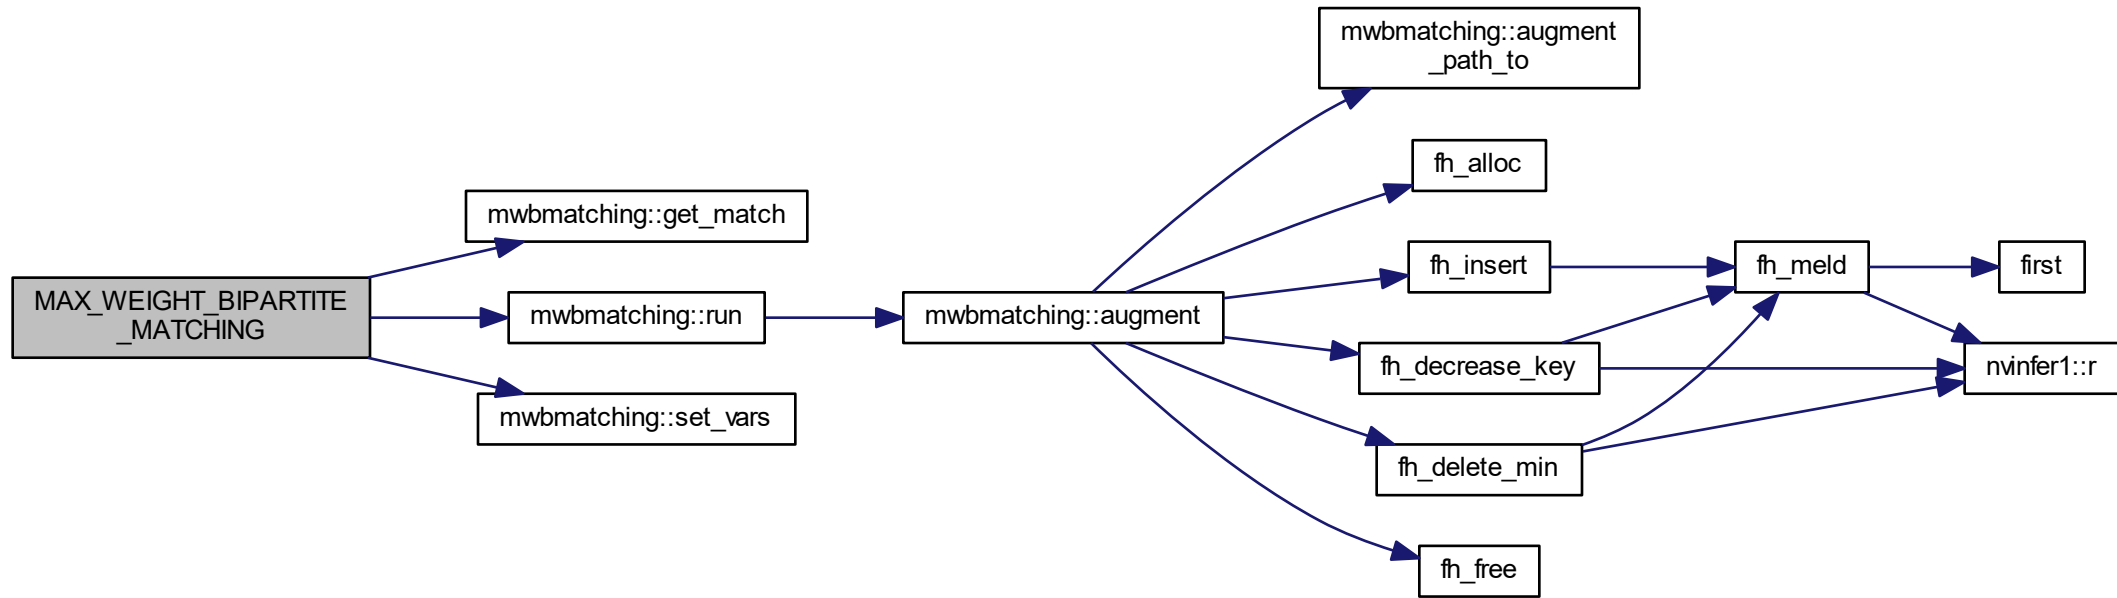 MAX_WEIGHT_BIPARTITE
_MATCHING
mwbmatching::get_match
mwbmatching::run
mwbmatching::set_vars
mwbmatching::augment
mwbmatching::augment
_path_to
fh_alloc
fh_insert
fh_decrease_key
fh_delete_min
fh_free
fh_meld
first
nvinfer1::r